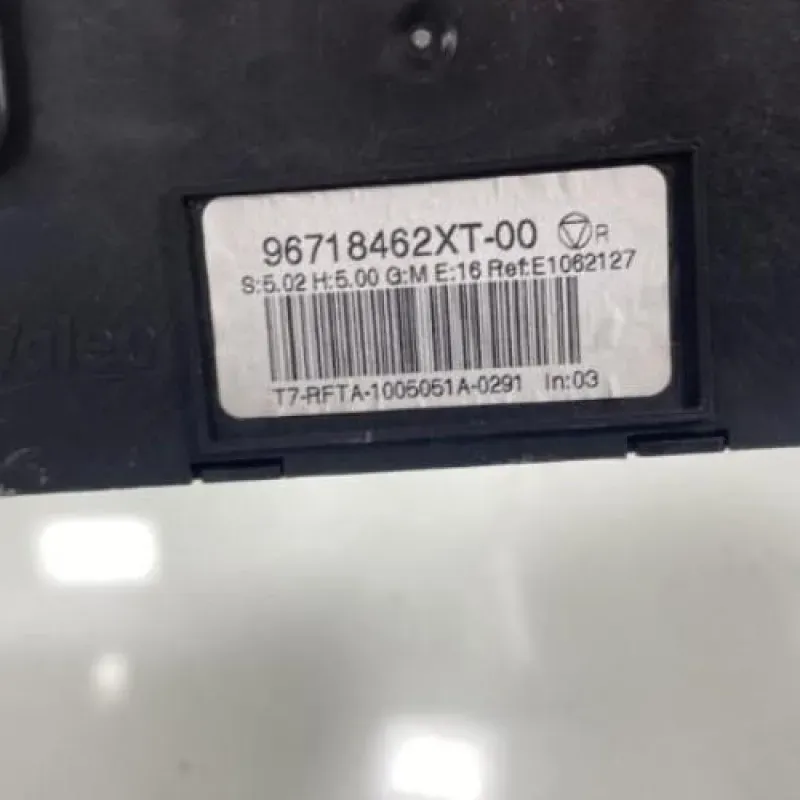 96718462XT-00 R
S:5.02 H:5.00 G:M E:16 Ref:E1062127
T7-RFTA-1005051A-0291 In:03